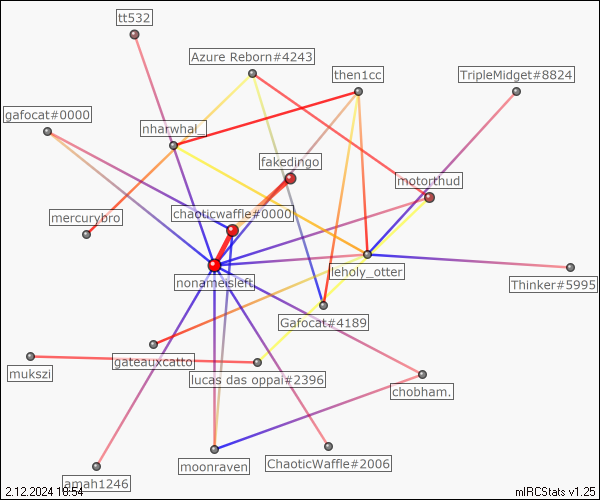 tt532
Azure Reborn#4243
then1cc
TripleMidget#8824
gafocat#0000
nharwhal_
fakedingo
motorthud
mercurybro
chaoticwaffle#0000
leholy_otter
nonameisleft
Thinker#5995
Gafocat#4189
gateauxcatto
mukszi
lucas das oppai#2396
chobham.
moonraven
ChaoticWaffle#2006
amah1246
2.12.2024 10:54
mIRCStats v1.25